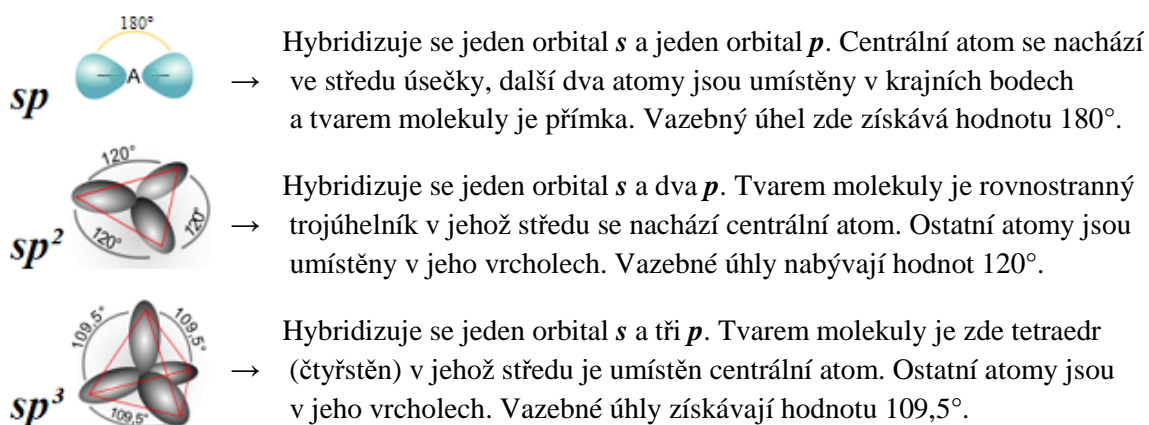 180°
A
sp
→
Hybridizuje se jeden orbital s a jeden orbital p. Centrální atom se nachází
ve středu úsečky, další dva atomy jsou umístěny v krajních bodech
a tvarem molekuly je přímka. Vazebný úhel zde získává hodnotu 180°.
120°
120°
120°
sp²
→
Hybridizuje se jeden orbital s a dva p. Tvarem molekuly je rovnostranný
trojúhelník v jehož středu se nachází centrální atom. Ostatní atomy jsou
umístěny v jeho vrcholech. Vazebné úhly nabývají hodnot 120°.
109,5°
109,5°
109,5°
sp³
→
Hybridizuje se jeden orbital s a tři p. Tvarem molekuly je zde tetraedr
(čtyřstěn) v jehož středu je umístěn centrální atom. Ostatní atomy jsou
v jeho vrcholech. Vazebné úhly získávají hodnotu 109,5°.